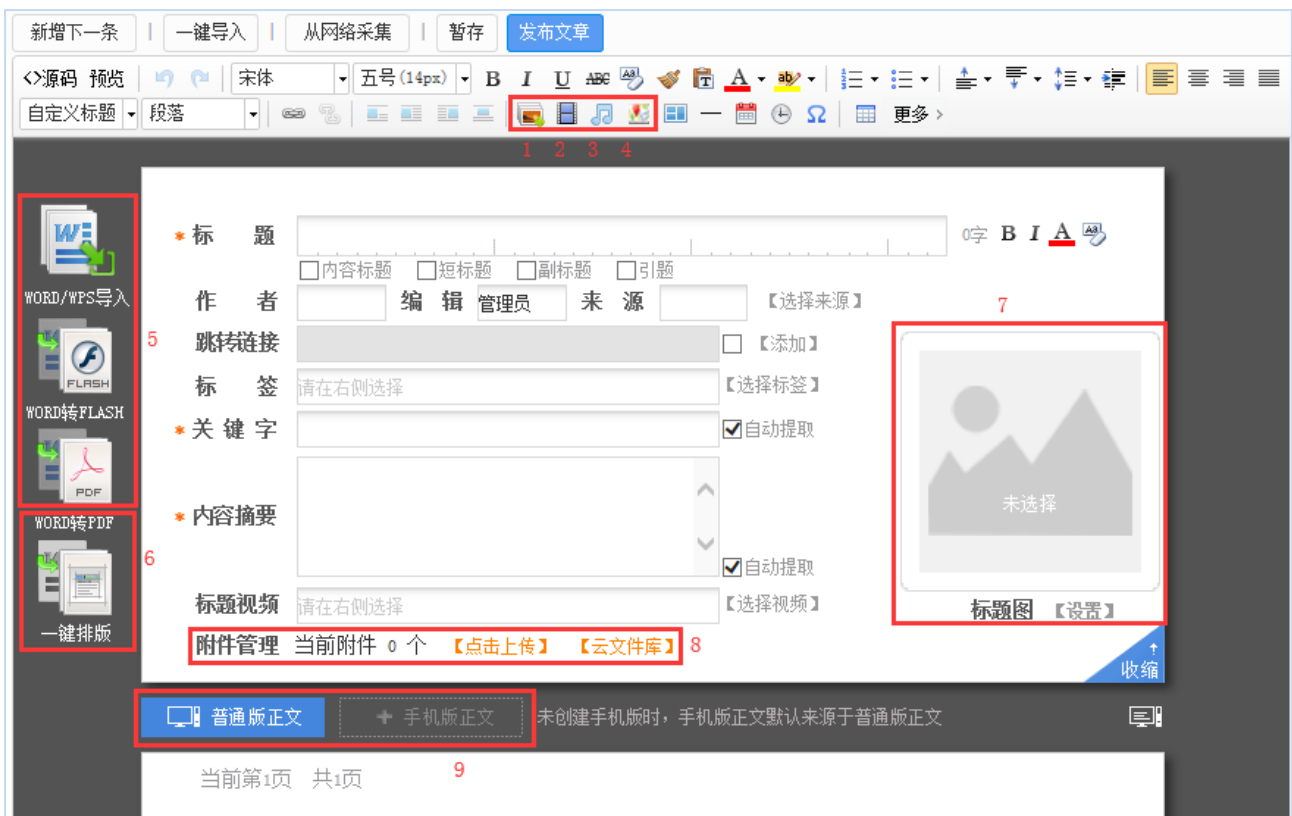 新增下一条 一键导入 从网络采集 暂存 发布文章
<>源码 预览 宋体 五号(14px) B I U ABC A ab
自定义标题 段落 Ω 更多 >
1 2 3 4
*标 题 0字 B I A
内容标题 短标题 副标题 引题
WORD/WPS导入
作 者 编 辑 管理员 来 源 【选择来源】
7
5
跳转链接 【添加】
FLASH
标 签 请在右侧选择 【选择标签】
WORD转FLASH
*关 键 字 自动提取
PDF
未选择
WORD转PDF
*内容摘要
6
自动提取
标题视频 请在右侧选择 【选择视频】
标题图 【设置】
一键排版
附件管理 当前附件 0 个 【点击上传】 【云文件库】 8
收缩
普通版正文 + 手机版正文 未创建手机版时，手机版正文默认来源于普通版正文
当前第1页 共1页
9